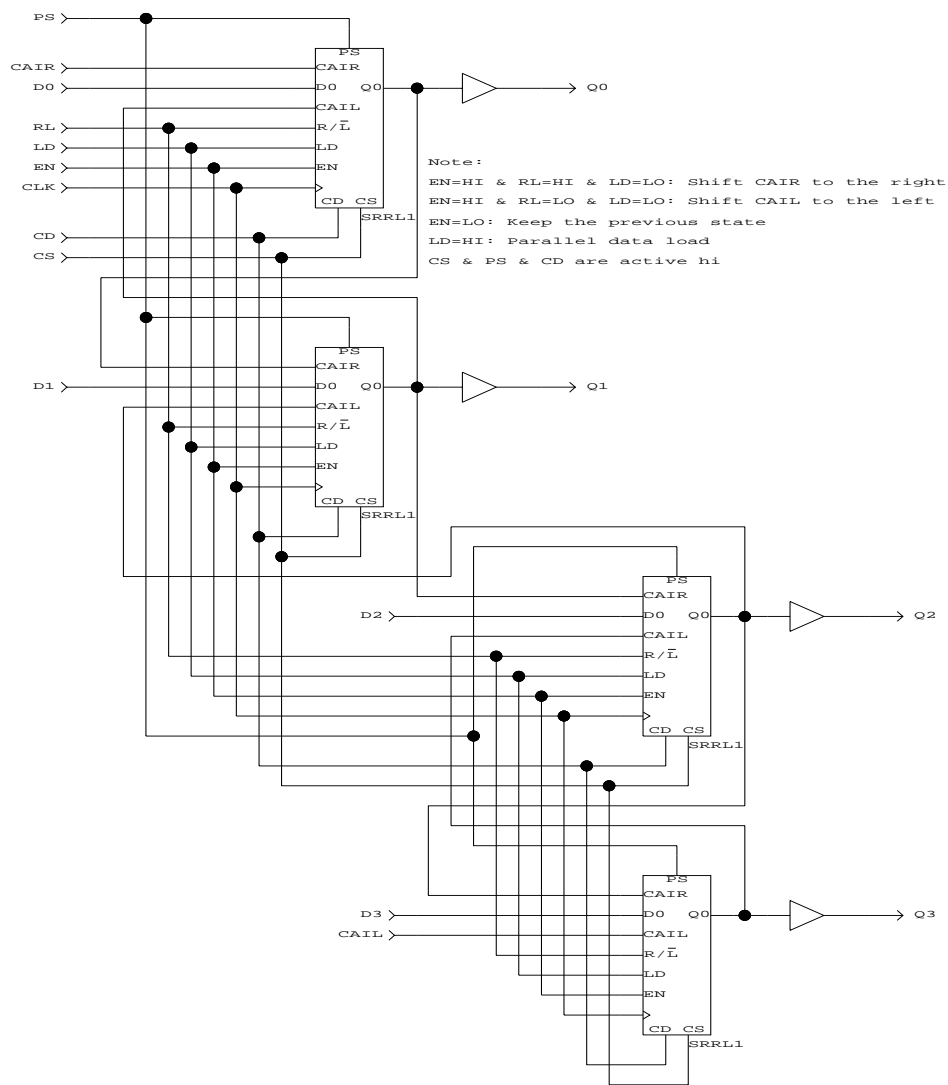 PS
PS
CAIR
CAIR
D0
D0 Q0
Q0
CAIL
RL
R/L̅
LD
LD
EN
EN
CLK
CD CS
SRRL1
CD
CS
Note:
EN=HI & RL=HI & LD=LO: Shift CAIR to the right
EN=HI & RL=LO & LD=LO: Shift CAIL to the left
EN=LO: Keep the previous state
LD=HI: Parallel data load
CS & PS & CD are active hi
PS
CAIR
D1
D0 Q0
Q1
CAIL
R/L̅
LD
EN
CD CS
SRRL1
PS
CAIR
D2
D0 Q0
Q2
CAIL
R/L̅
LD
EN
CD CS
SRRL1
PS
CAIR
D3
D0 Q0
Q3
CAIL
CAIL
R/L̅
LD
EN
CD CS
SRRL1